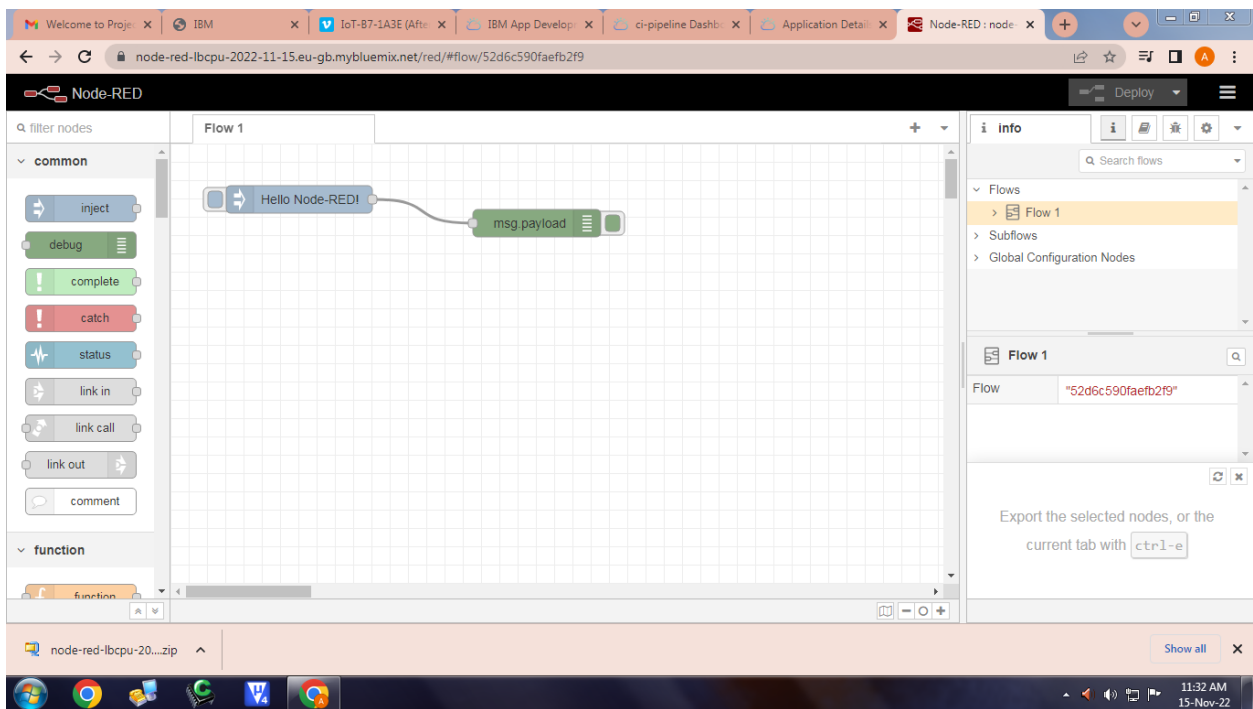 Welcome to Projec
IBM
IoT-B7-1A3E (Afte
IBM App Develop
ci-pipeline Dashbo
Application Details
Node-RED : node-
node-red-lbcpu-2022-11-15.eu-gb.mybluemix.net/red/#flow/52d6c590faefb2f9
A
Node-RED
Deploy
filter nodes
Flow 1
i info
i
common
Search flows
inject
debug
complete
catch
status
link in
link call
link out
comment
function
function
Hello Node-RED!
msg.payload
Flows
Flow 1
Subflows
Global Configuration Nodes
Flow 1
Flow "52d6c590faefb2f9"
Export the selected nodes, or the
current tab with ctrl-e
node-red-lbcpu-20....zip
Show all
11:32 AM
15-Nov-22